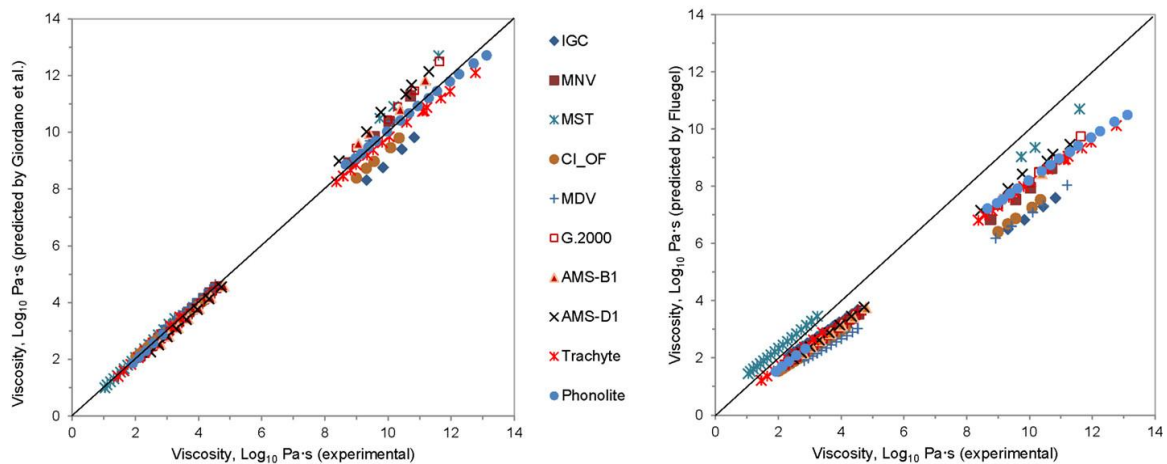 Viscosity, Log₁₀ Pa·s (predicted by Giordano et al.)
14
12
10
8
6
4
2
0
0 2 4 6 8 10 12 14
Viscosity, Log₁₀ Pa·s (experimental)
IGC
MNV
MST
CI_OF
MDV
G.2000
AMS-B1
AMS-D1
Trachyte
Phonolite
Viscosity, Log₁₀ Pa·s (predicted by Fluegel)
14
12
10
8
6
4
2
0
0 2 4 6 8 10 12 14
Viscosity, Log₁₀ Pa·s (experimental)